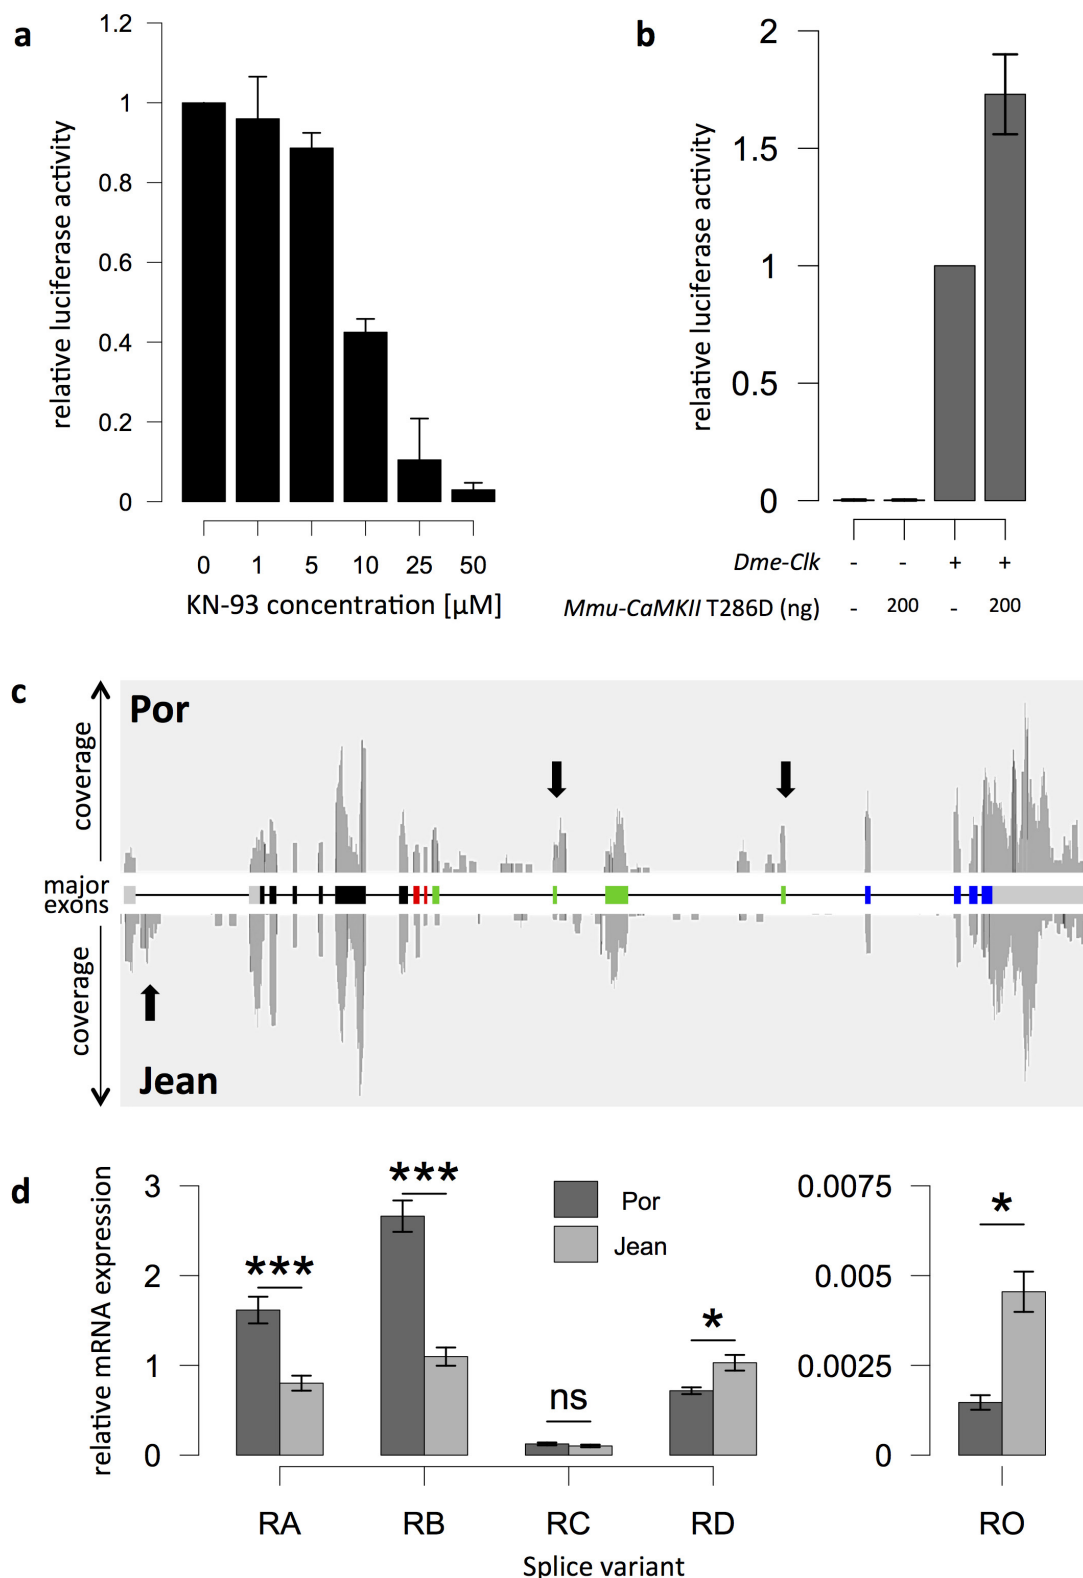 a
1.2
1
0.8
0.6
0.4
0.2
0
relative luciferase activity
0 1 5 10 25 50
KN-93 concentration [µM]
b
2
1.5
1
0.5
0
relative luciferase activity
Dme-Clk - - + +
Mmu-CaMKII T286D (ng) - 200 - 200
c
Por
coverage
major
exons
coverage
Jean
d
relative mRNA expression
3
2
1
0
***
***
ns
*
Por
Jean
RA RB RC RD
Splice variant
0.0075
0.005
0.0025
0
*
RO